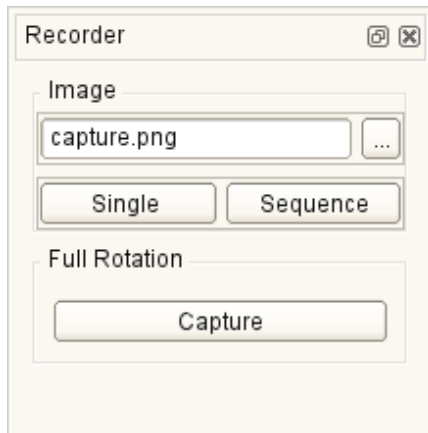 Recorder
Image
capture.png
...
Single Sequence
Full Rotation
Capture